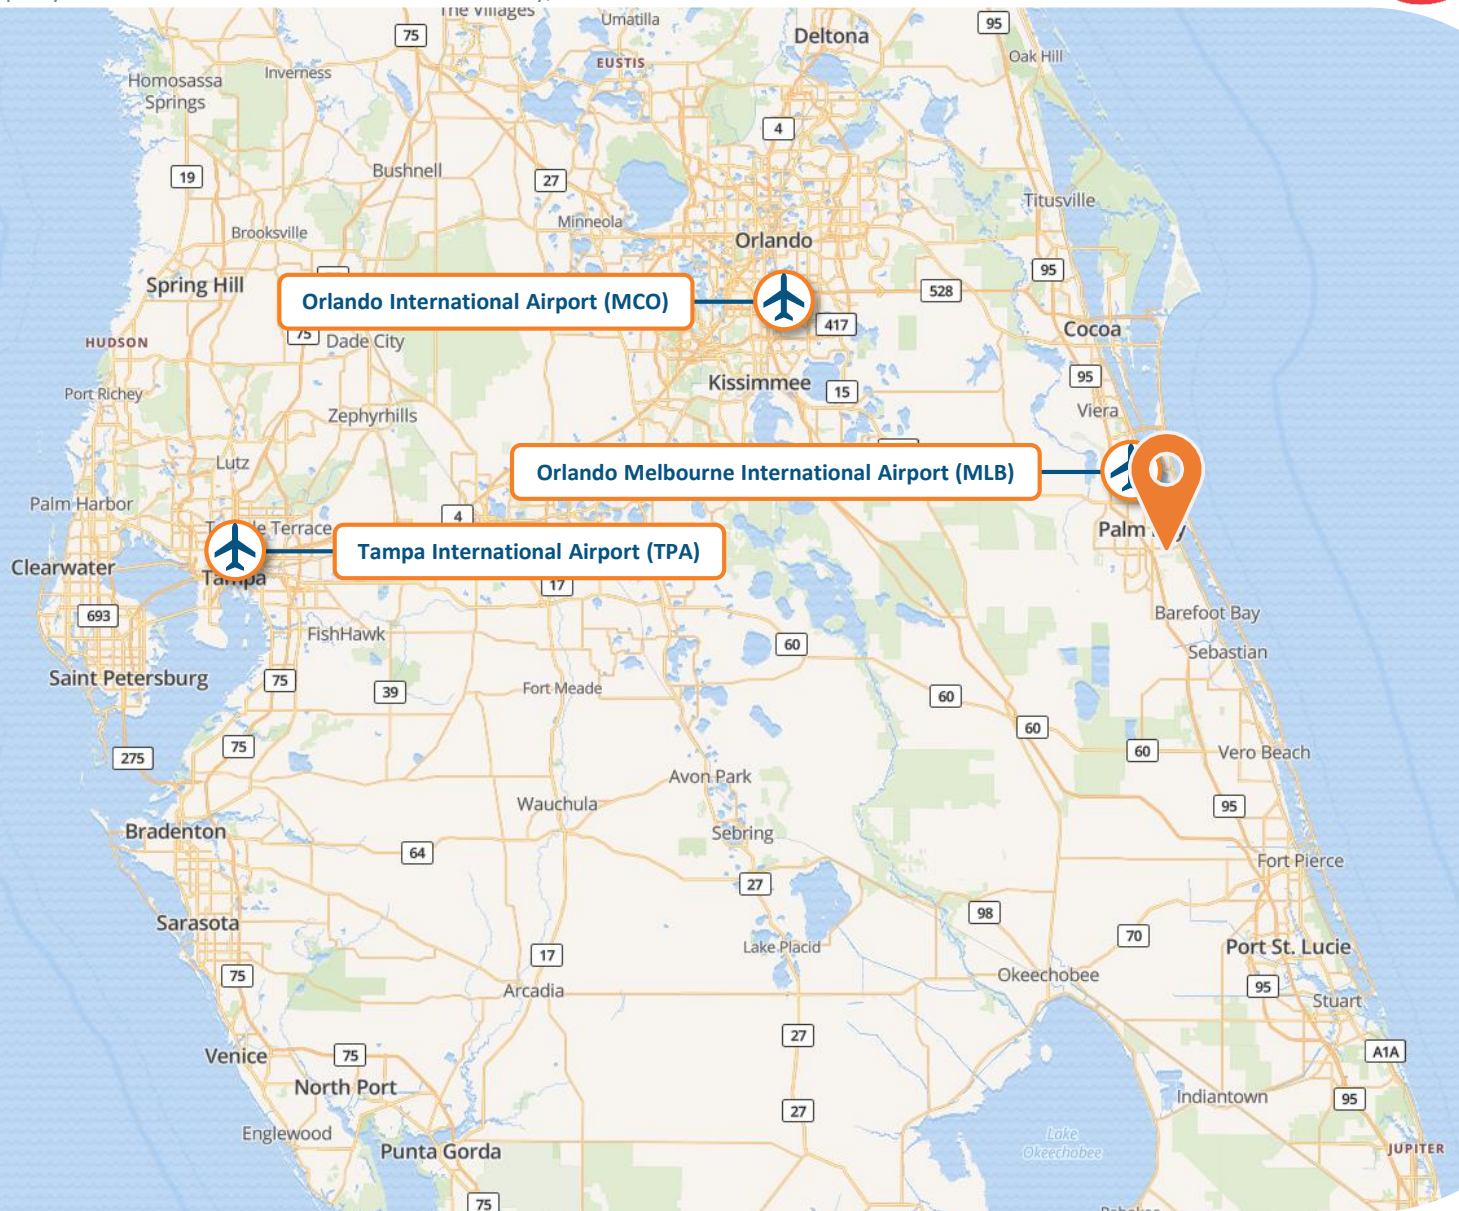 The Villages
Umatilla
75
Deltona
95
Oak Hill
EUSTIS
Homosassa
Springs
Inverness
4
Bushnell
19
27
Titusville
Minneola
Brooksville
Orlando
95
Spring Hill
Orlando International Airport (MCO)
528
417
Cocoa
75
Dade City
HUDSON
Kissimmee
95
15
Port Richey
Viera
Zephyrhills
Lutz
Orlando Melbourne International Airport (MLB)
Palm Harbor
4
Terrace
Palm
Tampa International Airport (TPA)
Clearwater
Tampa
17
693
Barefoot Bay
FishHawk
60
Sebastian
Saint Petersburg
75
39
Fort Meade
60
60
75
60
Vero Beach
275
Avon Park
Wauchula
95
Bradenton
Sebring
64
Fort Pierce
27
98
Sarasota
70
Port St. Lucie
17
Lake Placid
75
Okeechobee
95
Arcadia
Stuart
27
Venice
75
A1A
North Port
Indiantown
95
27
Englewood
Lake
Okeechobee
Punta Gorda
JUPITER
75